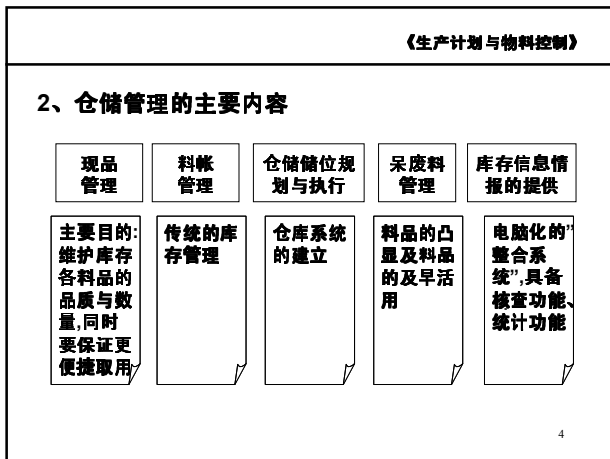 《生产计划与物料控制》
2、仓储管理的主要内容
现品
管理
料帐
管理
仓储储位规
划与执行
呆废料
管理
库存信息情
报的提供
主要目的:
维护库存
各料品的
品质与数
量,同时
要保证更
便捷取用
传统的库
存管理
仓库系统
的建立
料品的凸
显及料品
的及早活
用
电脑化的”
整合系
统”,具备
核查功能、
统计功能
4